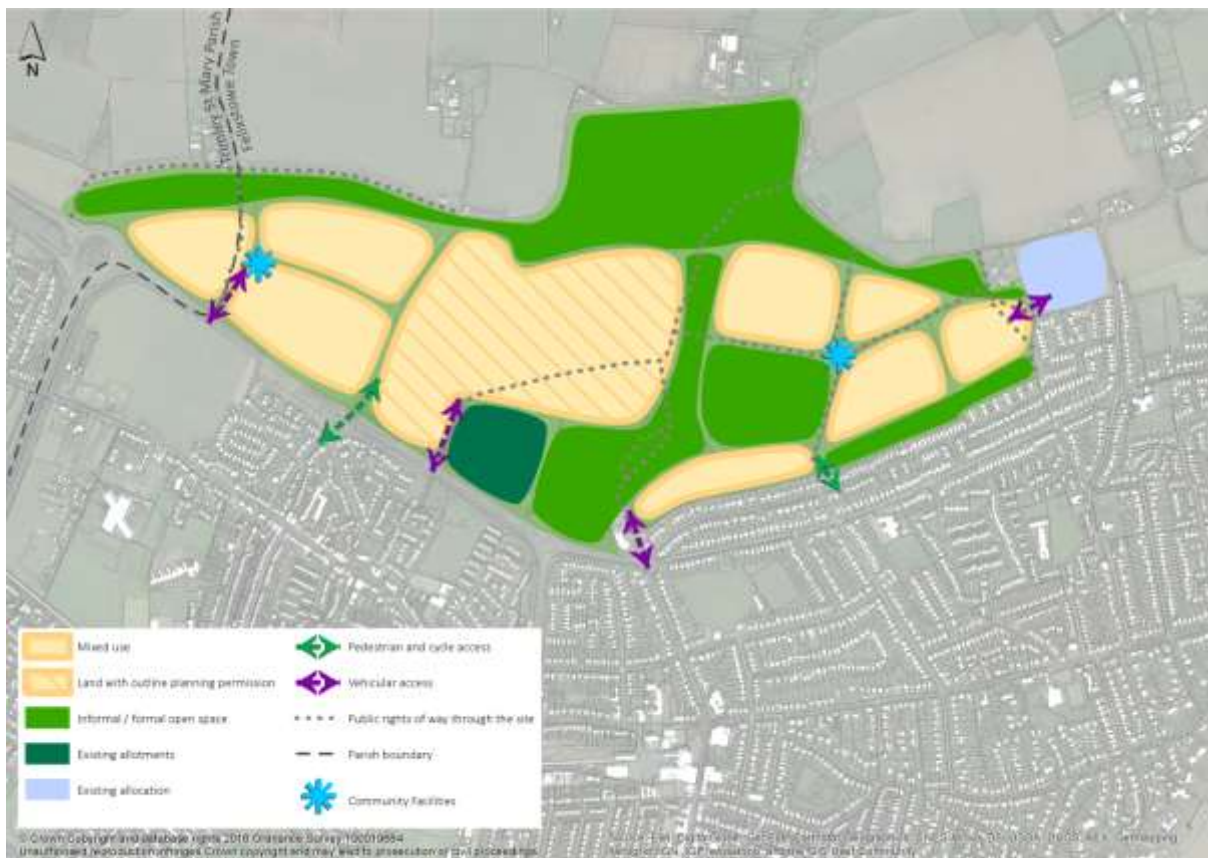 N
Trimley St Mary Parish
Felixstowe Town
Mixed use
Land with outline planning permission
Informal / formal open space
Existing allotments
Existing allocation
Pedestrian and cycle access
Vehicular access
Public rights of way through the site
Parish boundary
Community Facilities
© Crown Copyright and database rights 2018 Ordnance Survey 100019684
Unauthorised reproduction infringes Crown copyright and may lead to prosecution or civil proceedings